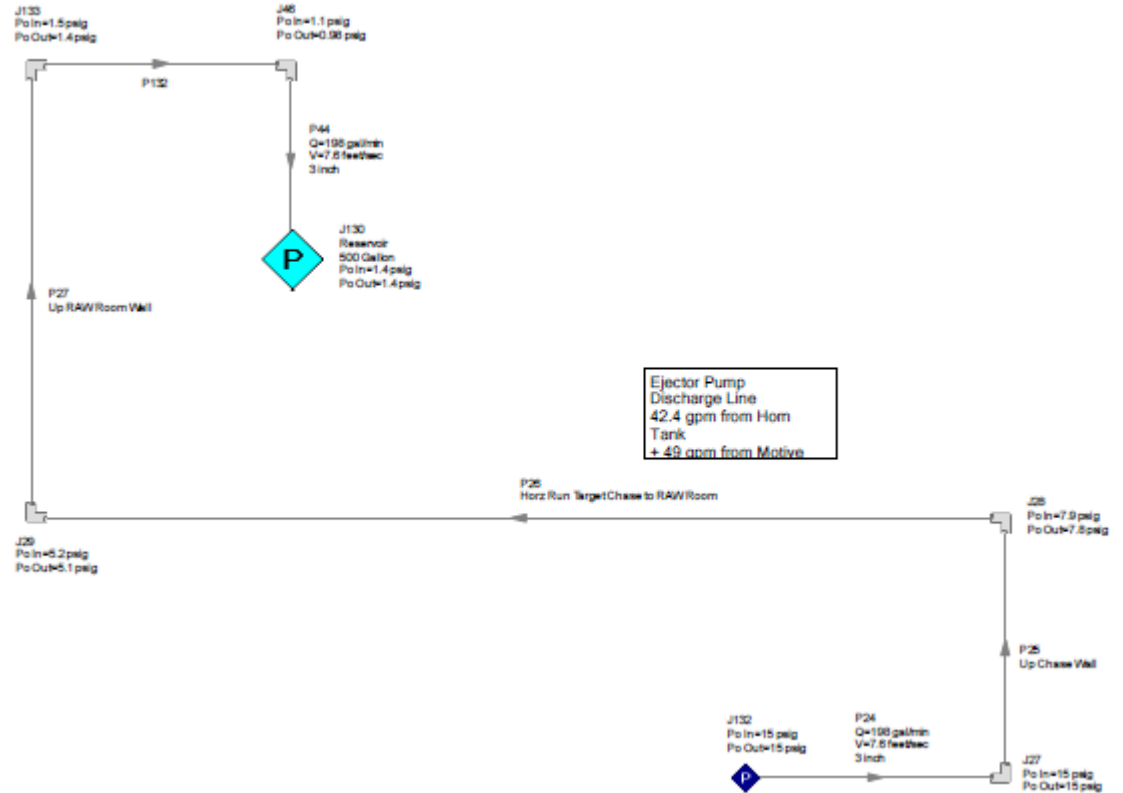 J133
Po In=1.5 psig
Po Out=1.4 psig
J46
Po In=1.1 psig
Po Out=0.98 psig
P132
P44
Q=198 gal/min
V=7.6 feet/sec
3 inch
J130
Reservoir
500 Gallon
Po In=1.4 psig
Po Out=1.4 psig
P
P27
Up RAW Room Wall
Ejector Pump
Discharge Line
42.4 gpm from Horn
Tank
+ 49 gpm from Motive
P26
Horz Run Target Chase to RAW Room
J28
Po In=7.9 psig
Po Out=7.8 psig
J29
Po In=5.2 psig
Po Out=5.1 psig
P25
Up Chase Wall
J132
Po In=15 psig
Po Out=15 psig
P24
Q=198 gal/min
V=7.6 feet/sec
3 inch
P
J27
Po In=15 psig
Po Out=15 psig